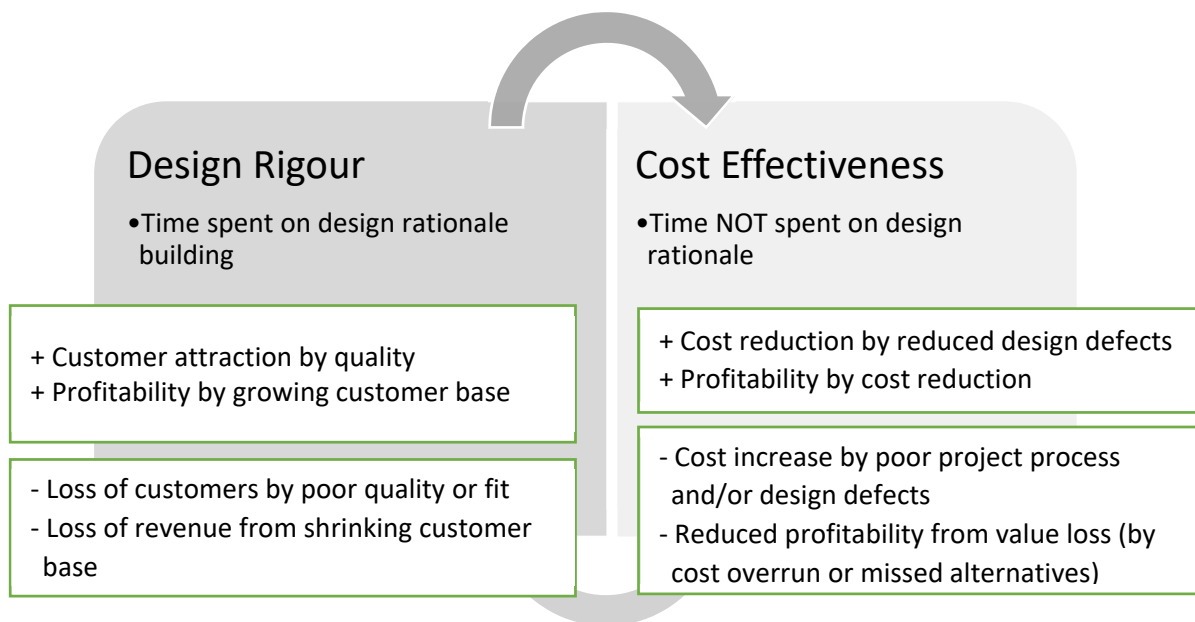 Design Rigour
•Time spent on design rationale
building
+ Customer attraction by quality
+ Profitability by growing customer base
- Loss of customers by poor quality or fit
- Loss of revenue from shrinking customer
base
Cost Effectiveness
•Time NOT spent on design
rationale
+ Cost reduction by reduced design defects
+ Profitability by cost reduction
- Cost increase by poor project process
and/or design defects
- Reduced profitability from value loss (by
cost overrun or missed alternatives)